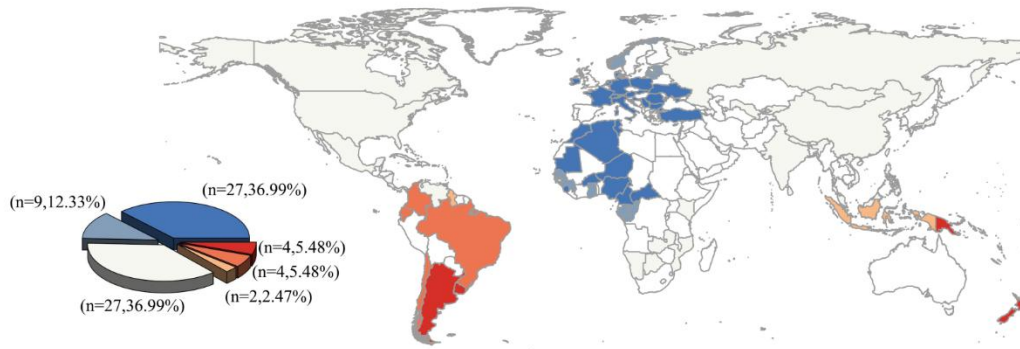 (n=27,36.99%)
(n=9,12.33%)
(n=4,5.48%)
(n=4,5.48%)
(n=2,2.47%)
(n=27,36.99%)